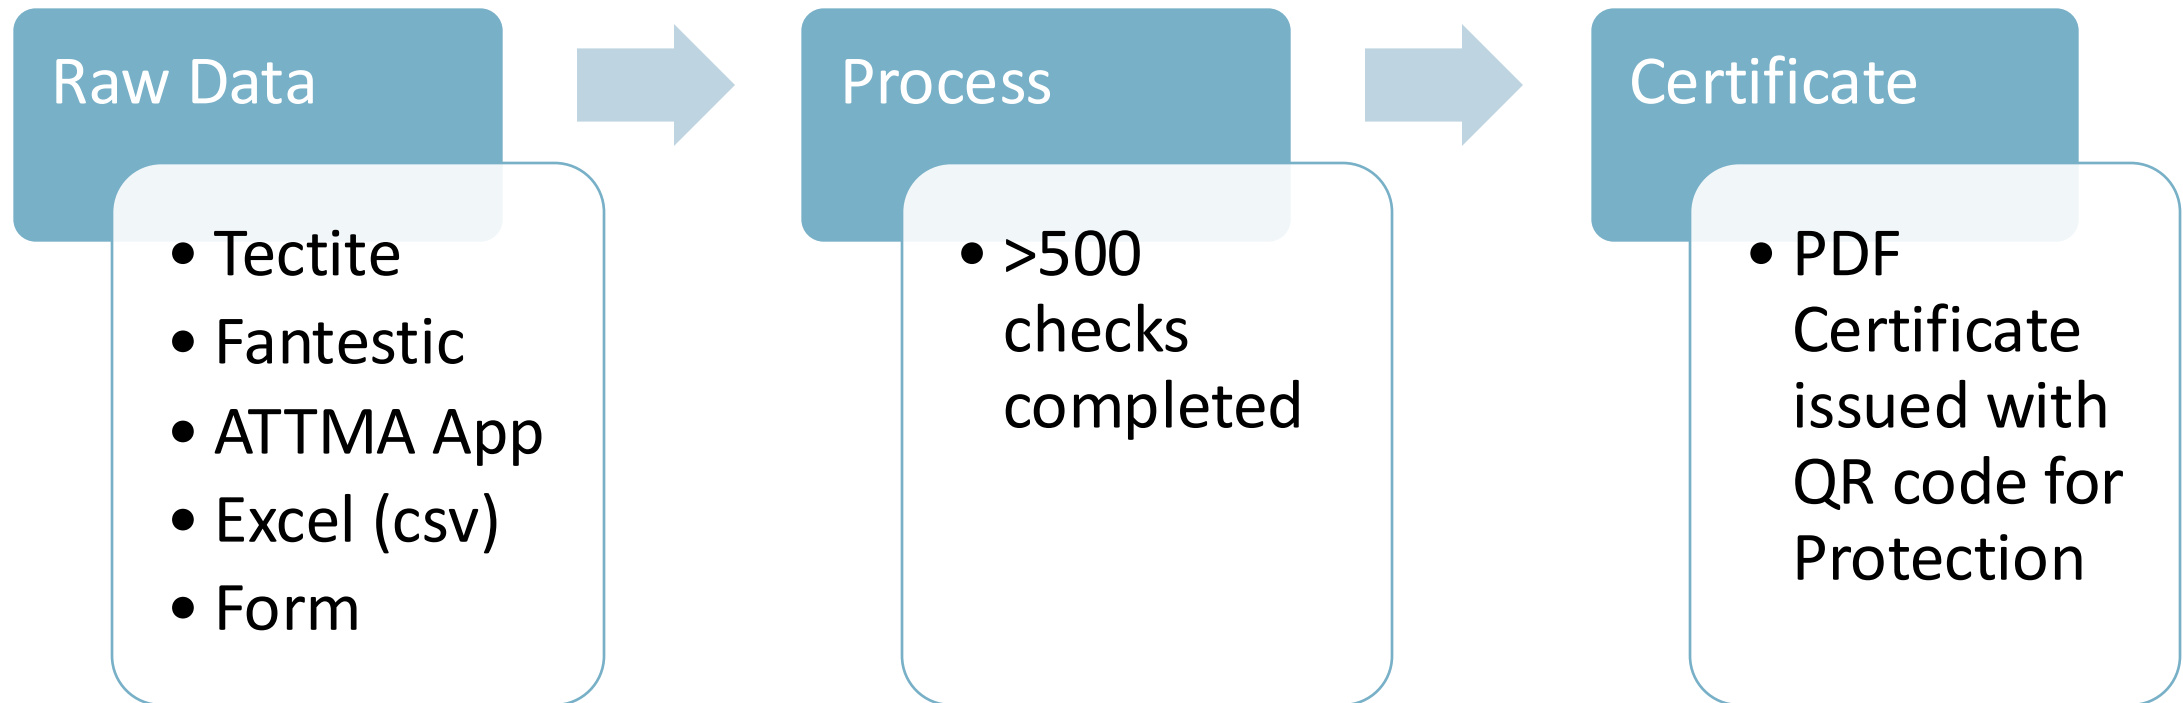 Raw Data
• Tectite
• Fantestic
• ATTMA App
• Excel (csv)
• Form
Process
• >500
checks
completed
Certificate
• PDF
Certificate
issued with
QR code for
Protection